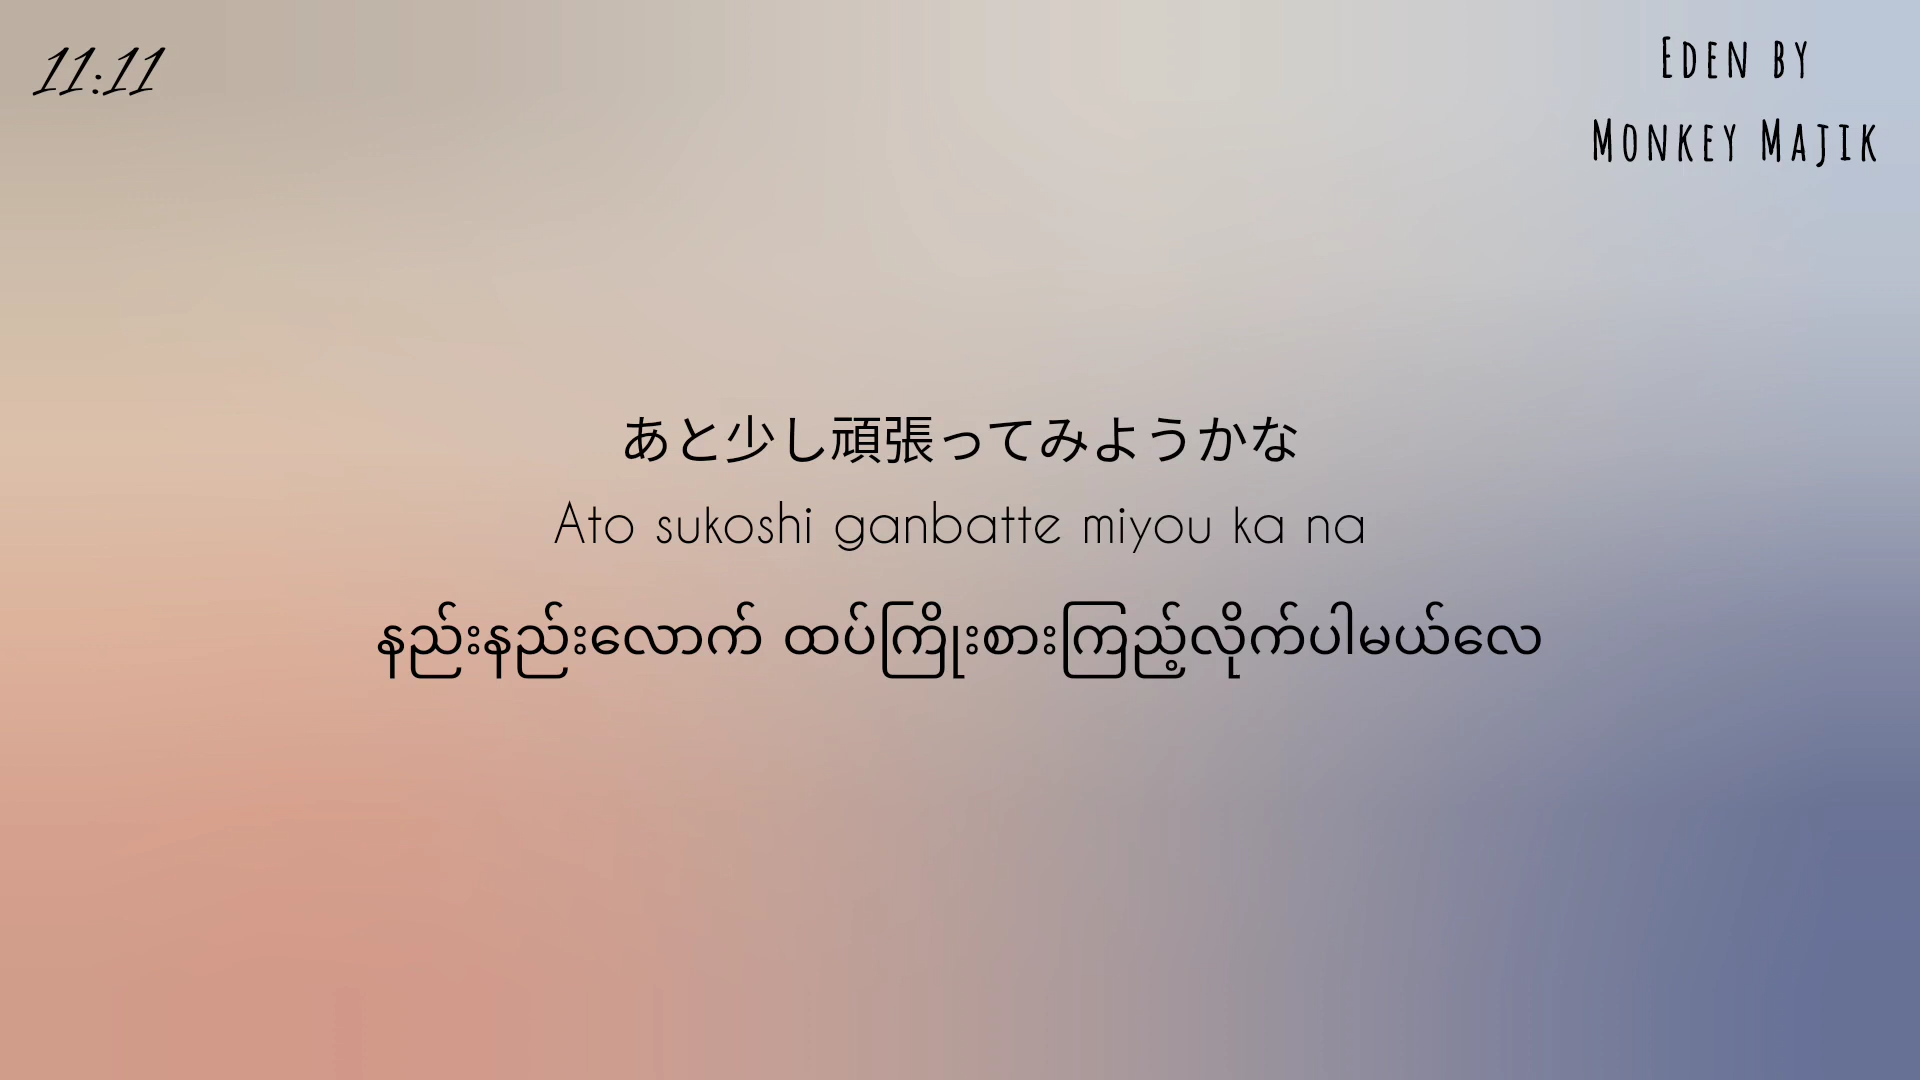 11:11
Eden by
Monkey Majik
あと少し頑張ってみようかな
Ato sukoshi ganbatte miyou ka na
နည်းနည်းလောက် ထပ်ကြိုးစားကြည့်လိုက်ပါမယ်လေ